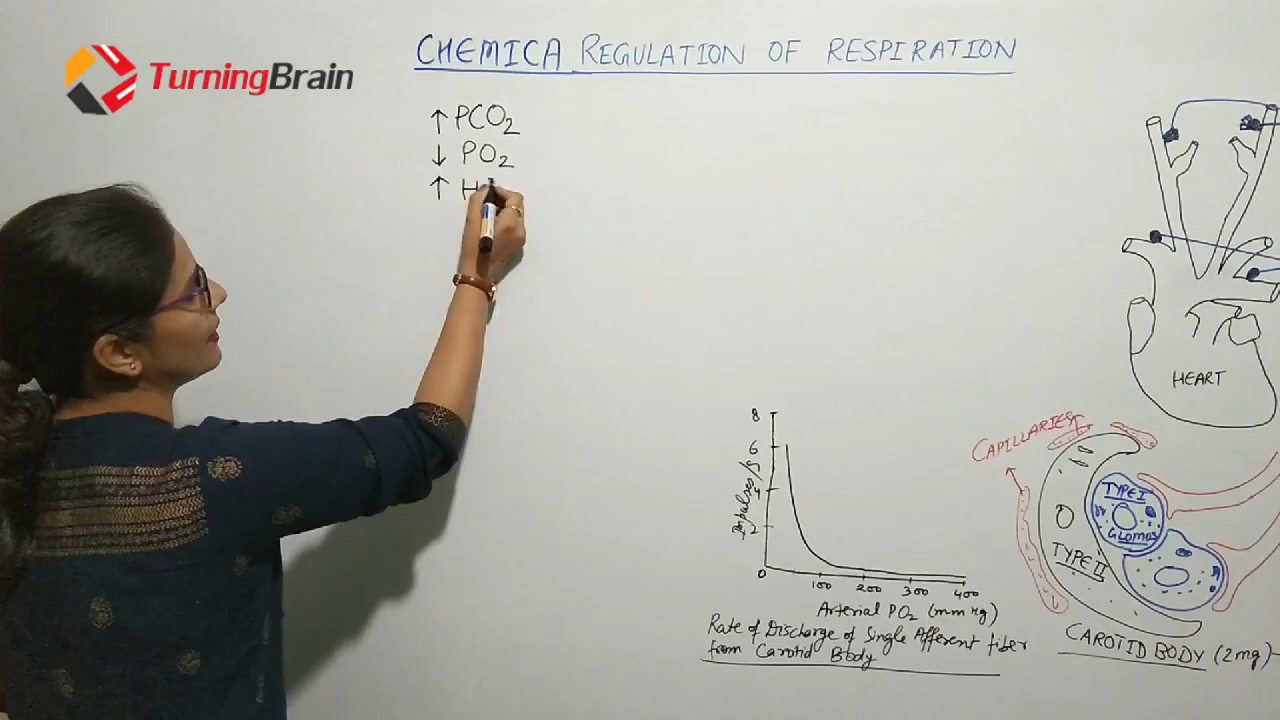 TurningBrain
CHEMICA REGULATION OF RESPIRATION
↑ PCO2
↓ PO2
↑ H
HEART
8
6
4
2
0
Impulses/s
100 200 300 400
Arterial PO2 (mm Hg)
Rate of Discharge of Single Afferent fiber
from Carotid Body
CAPILLARIES
TYPE I
GLOMUS
TYPE II
CAROTID BODY (2mg)